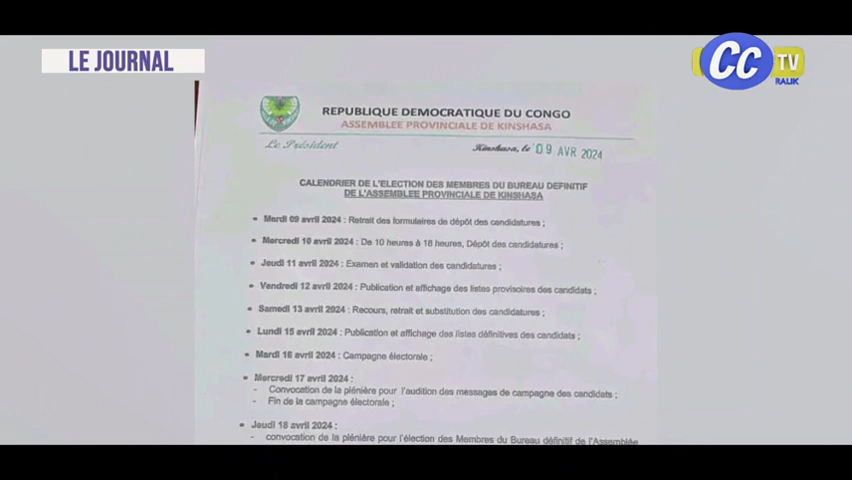 LE JOURNAL
CC TV
RALIK
REPUBLIQUE DEMOCRATIQUE DU CONGO
ASSEMBLEE PROVINCIALE DE KINSHASA
Le Président
Kinshasa, le 09 AVR 2024
CALENDRIER DE L'ELECTION DES MEMBRES DU BUREAU DEFINITIF
DE L'ASSEMBLEE PROVINCIALE DE KINSHASA
• Mardi 09 avril 2024 : Retrait des formulaires de dépôt des candidatures ;
• Mercredi 10 avril 2024 : De 10 heures à 18 heures, Dépôt des candidatures ;
• Jeudi 11 avril 2024 : Examen et validation des candidatures ;
• Vendredi 12 avril 2024 : Publication et affichage des listes provisoires des candidats ;
• Samedi 13 avril 2024 : Recours, retrait et substitution des candidatures ;
• Lundi 15 avril 2024 : Publication et affichage des listes définitives des candidats ;
• Mardi 16 avril 2024 : Campagne électorale ;
• Mercredi 17 avril 2024 :
- Convocation de la plénière pour l'audition des messages de campagne des candidats ;
- Fin de la campagne électorale ;
• Jeudi 18 avril 2024 :
- convocation de la plénière pour l'élection des Membres du Bureau définitif de l'Assemblée